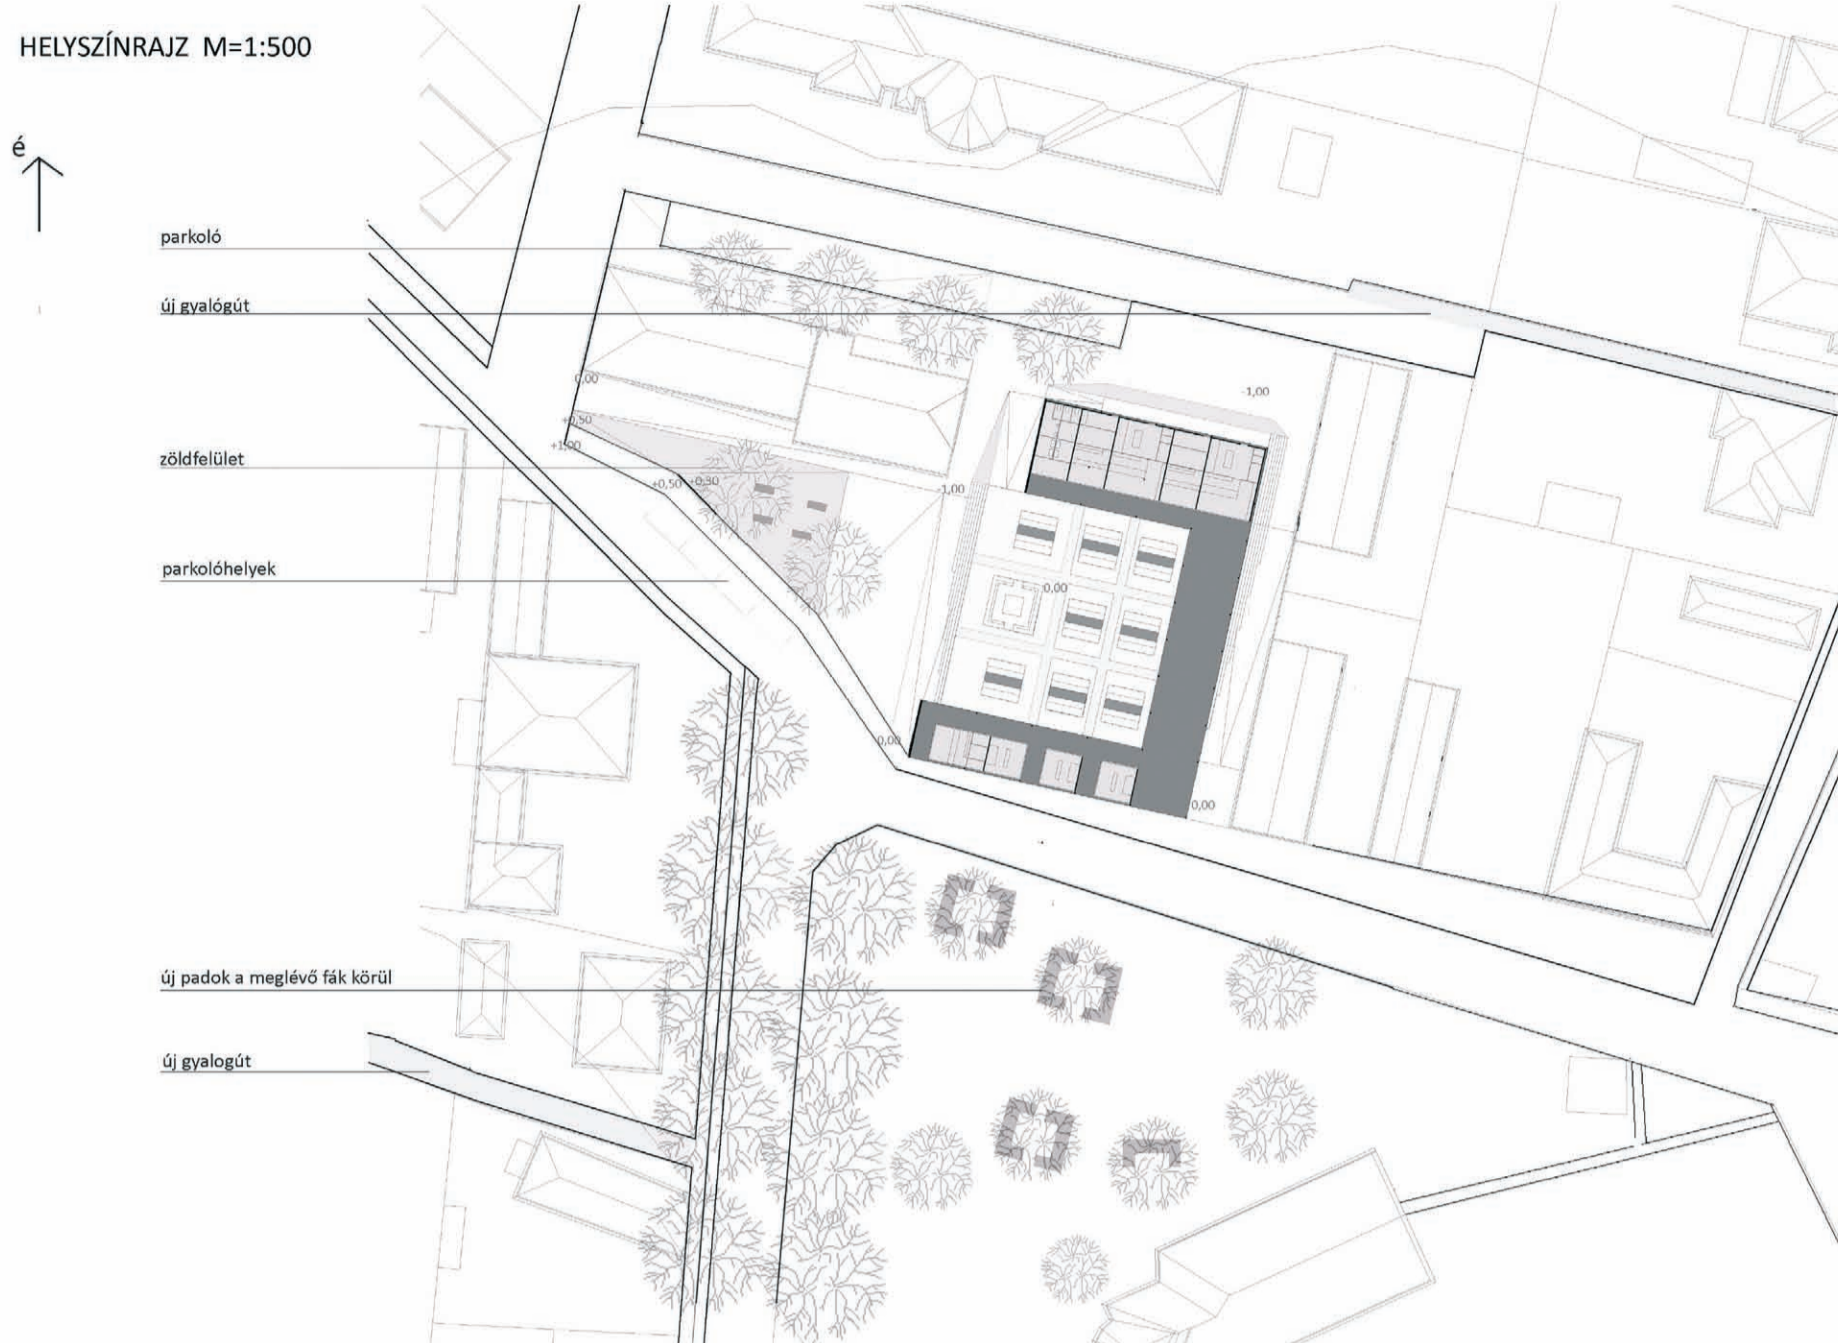 HELYSZÍNRAJZ M=1:500
é
parkoló
új gyalógút
0,00
-1,00
+0,50
+1,00
zöldfelület
+0,50 +0,30
-1,00
parkolóhelyek
0,00
0,00
0,00
új padok a meglévő fák körül
új gyalogút